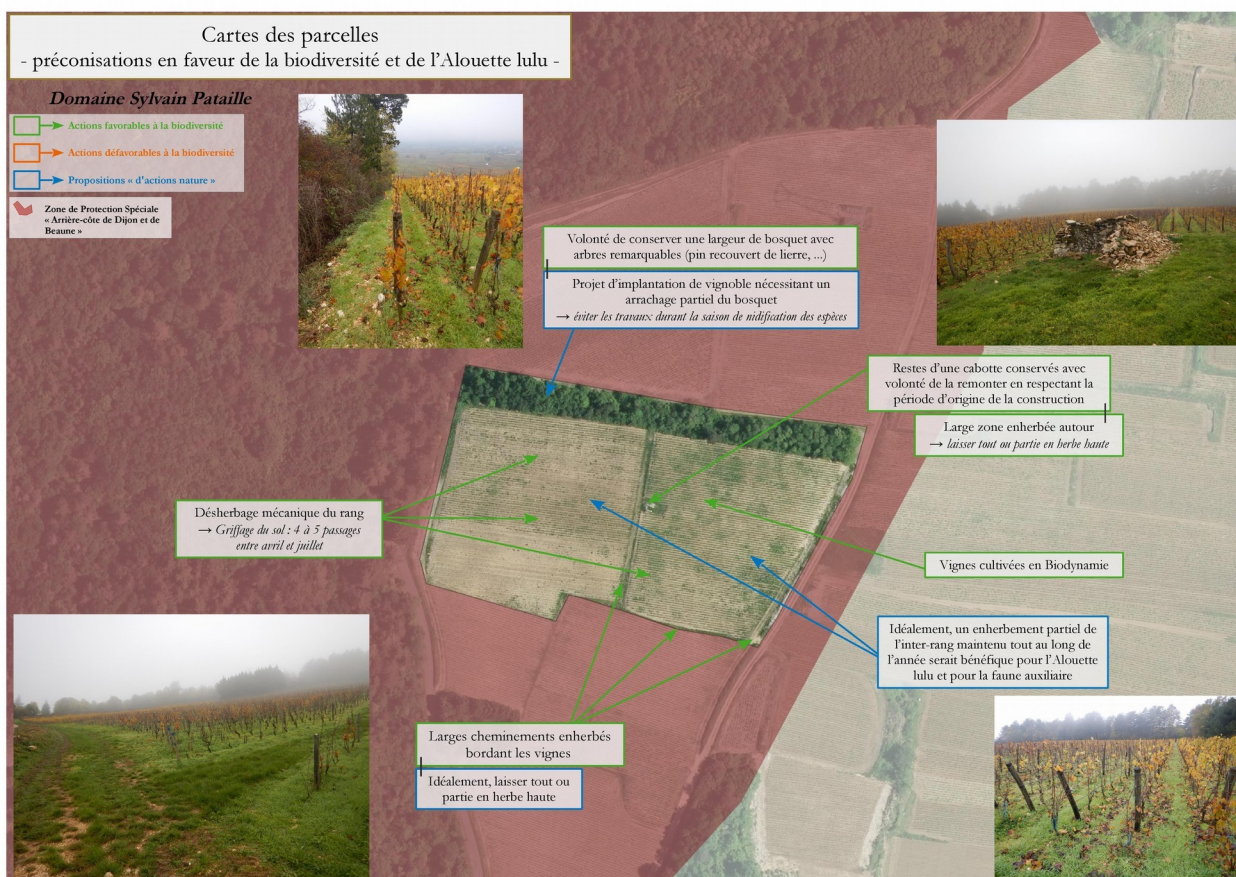 Cartes des parcelles
- préconisations en faveur de la biodiversité et de l'Alouette lulu -
Domaine Sylvain Pataille
Actions favorables à la biodiversité
Actions défavorables à la biodiversité
Propositions « d'actions nature »
Zone de Protection Spéciale
« Arrière-côte de Dijon et de
Beaune »
Volonté de conserver une largeur de bosquet avec
arbres remarquables (pin recouvert de lierre, ...)
Projet d'implantation de vignoble nécessitant un
arrachage partiel du bosquet
→ éviter les travaux durant la saison de nidification des espèces
Restes d'une cabotte conservés avec
volonté de la remonter en respectant la
période d'origine de la construction
Large zone enherbée autour
→ laisser tout ou partie en herbe haute
Désherbage mécanique du rang
→ Griffage du sol : 4 à 5 passages
entre avril et juillet
Vignes cultivées en Biodynamie
Idéalement, un enherbement partiel de
l'inter-rang maintenu tout au long de
l'année serait bénéfique pour l'Alouette
lulu et pour la faune auxiliaire
Larges cheminements enherbés
bordant les vignes
Idéalement, laisser tout ou
partie en herbe haute